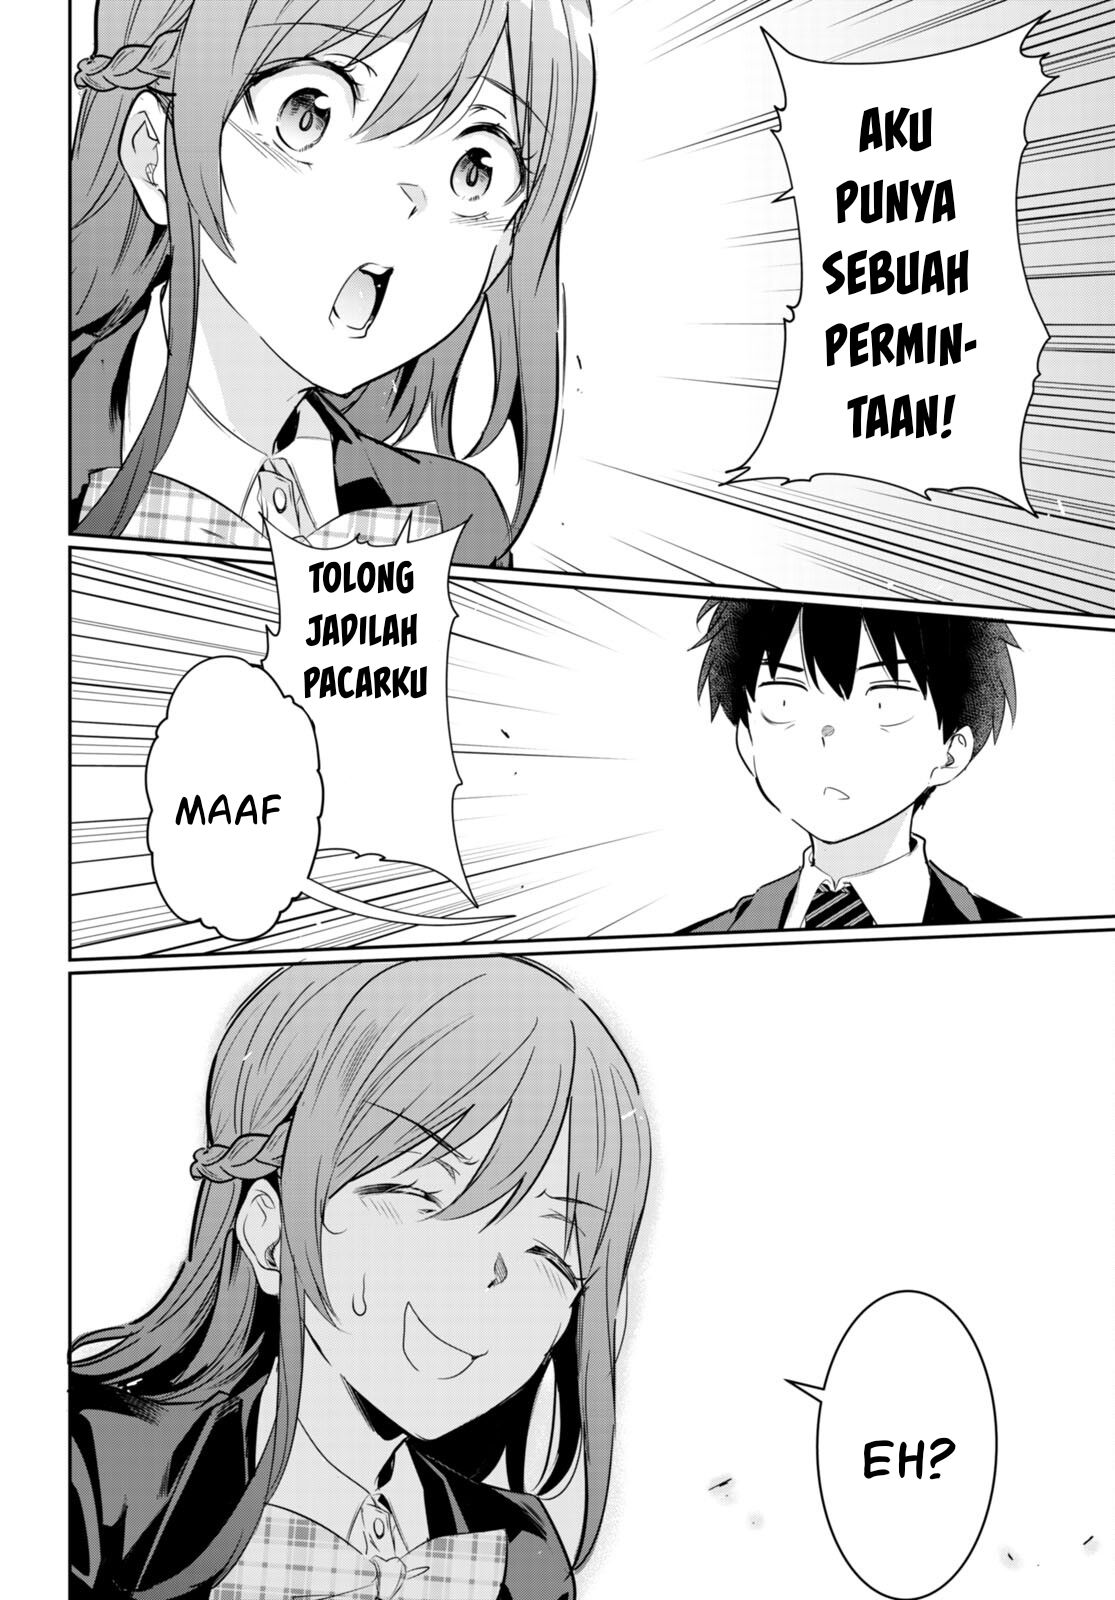 AKU
PUNYA
SEBUAH
PERMIN-
TAAN!
TOLONG
JADILAH
PACARKU
MAAF
EH?